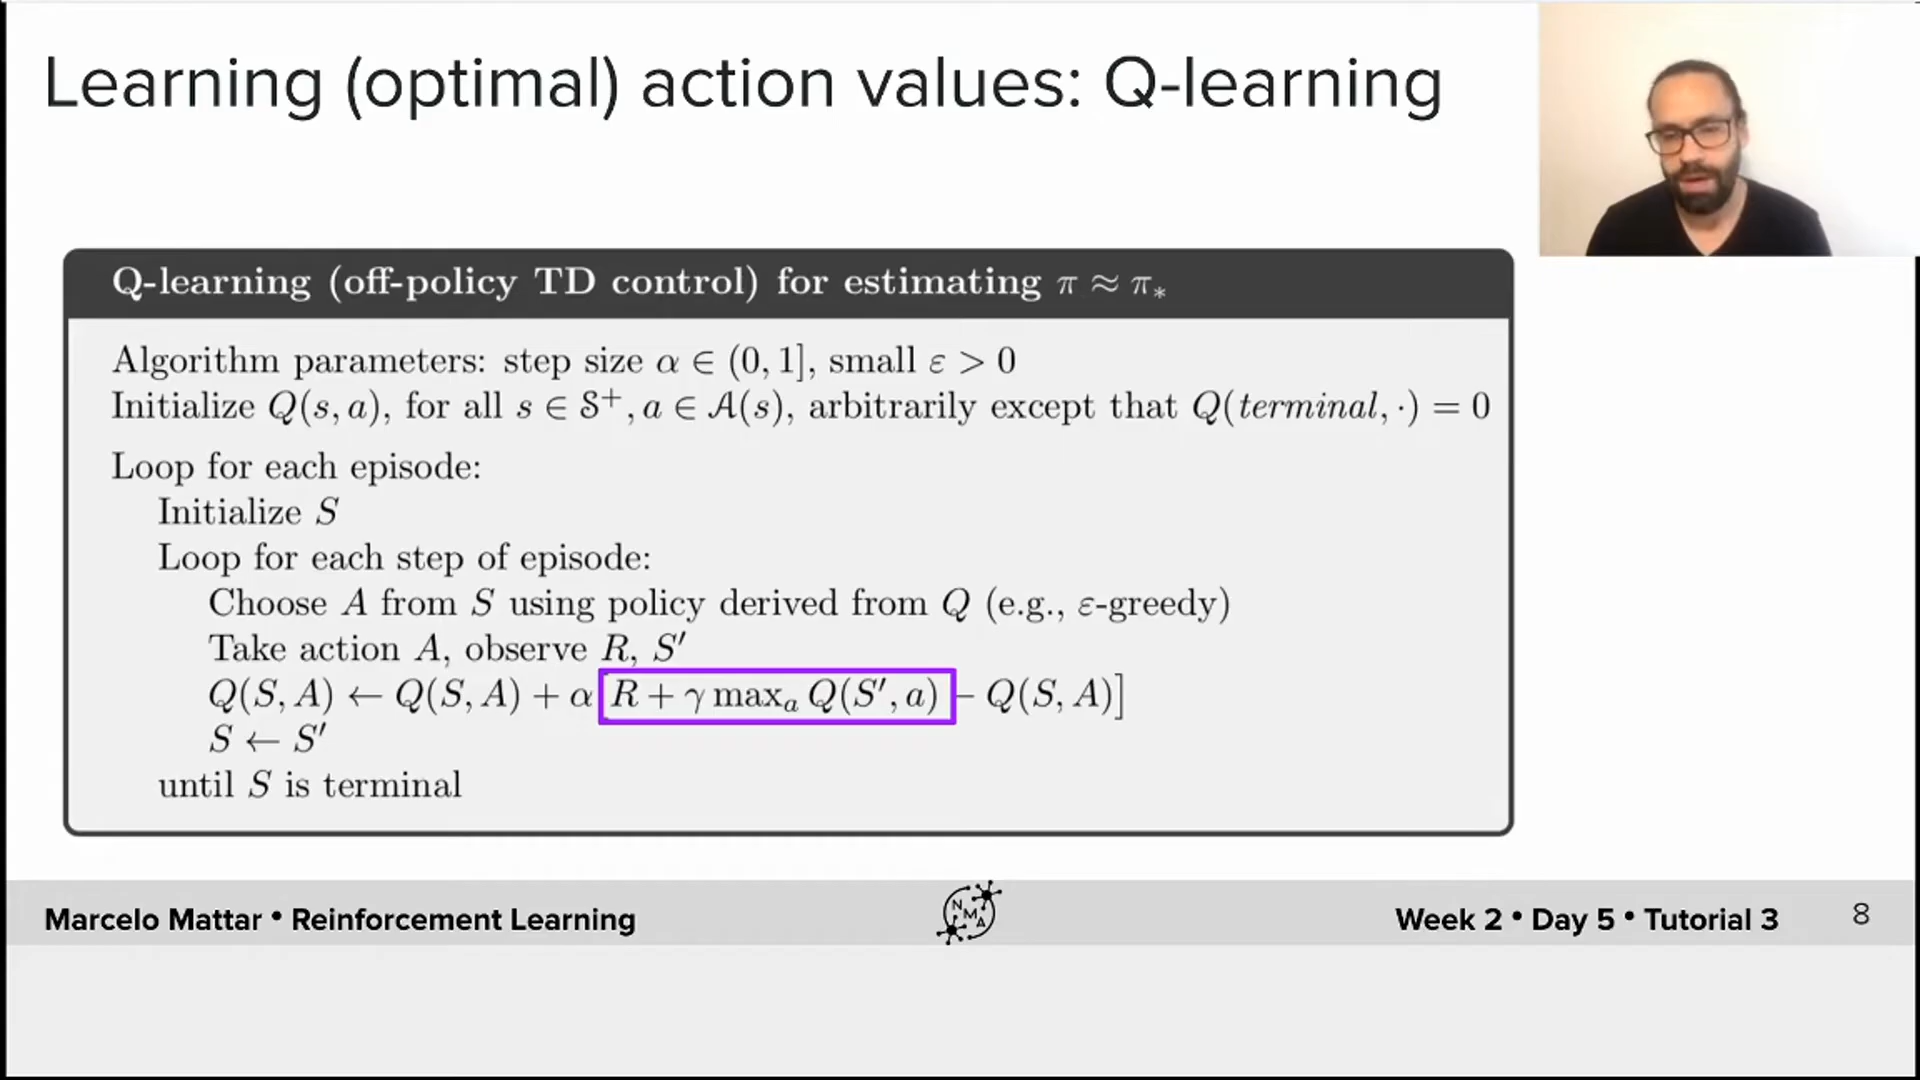 Learning (optimal) action values: Q-learning
Q-learning (off-policy TD control) for estimating π ≈ π*
Algorithm parameters: step size α ∈ (0, 1], small ε > 0
Initialize Q(s, a), for all s ∈ S⁺, a ∈ A(s), arbitrarily except that Q(terminal, ·) = 0
Loop for each episode:
Initialize S
Loop for each step of episode:
Choose A from S using policy derived from Q (e.g., ε-greedy)
Take action A, observe R, S′
Q(S, A) ← Q(S, A) + α R + γ maxₐ Q(S′, a) − Q(S, A)]
S ← S′
until S is terminal
Marcelo Mattar • Reinforcement Learning
NMA
Week 2 • Day 5 • Tutorial 3
8